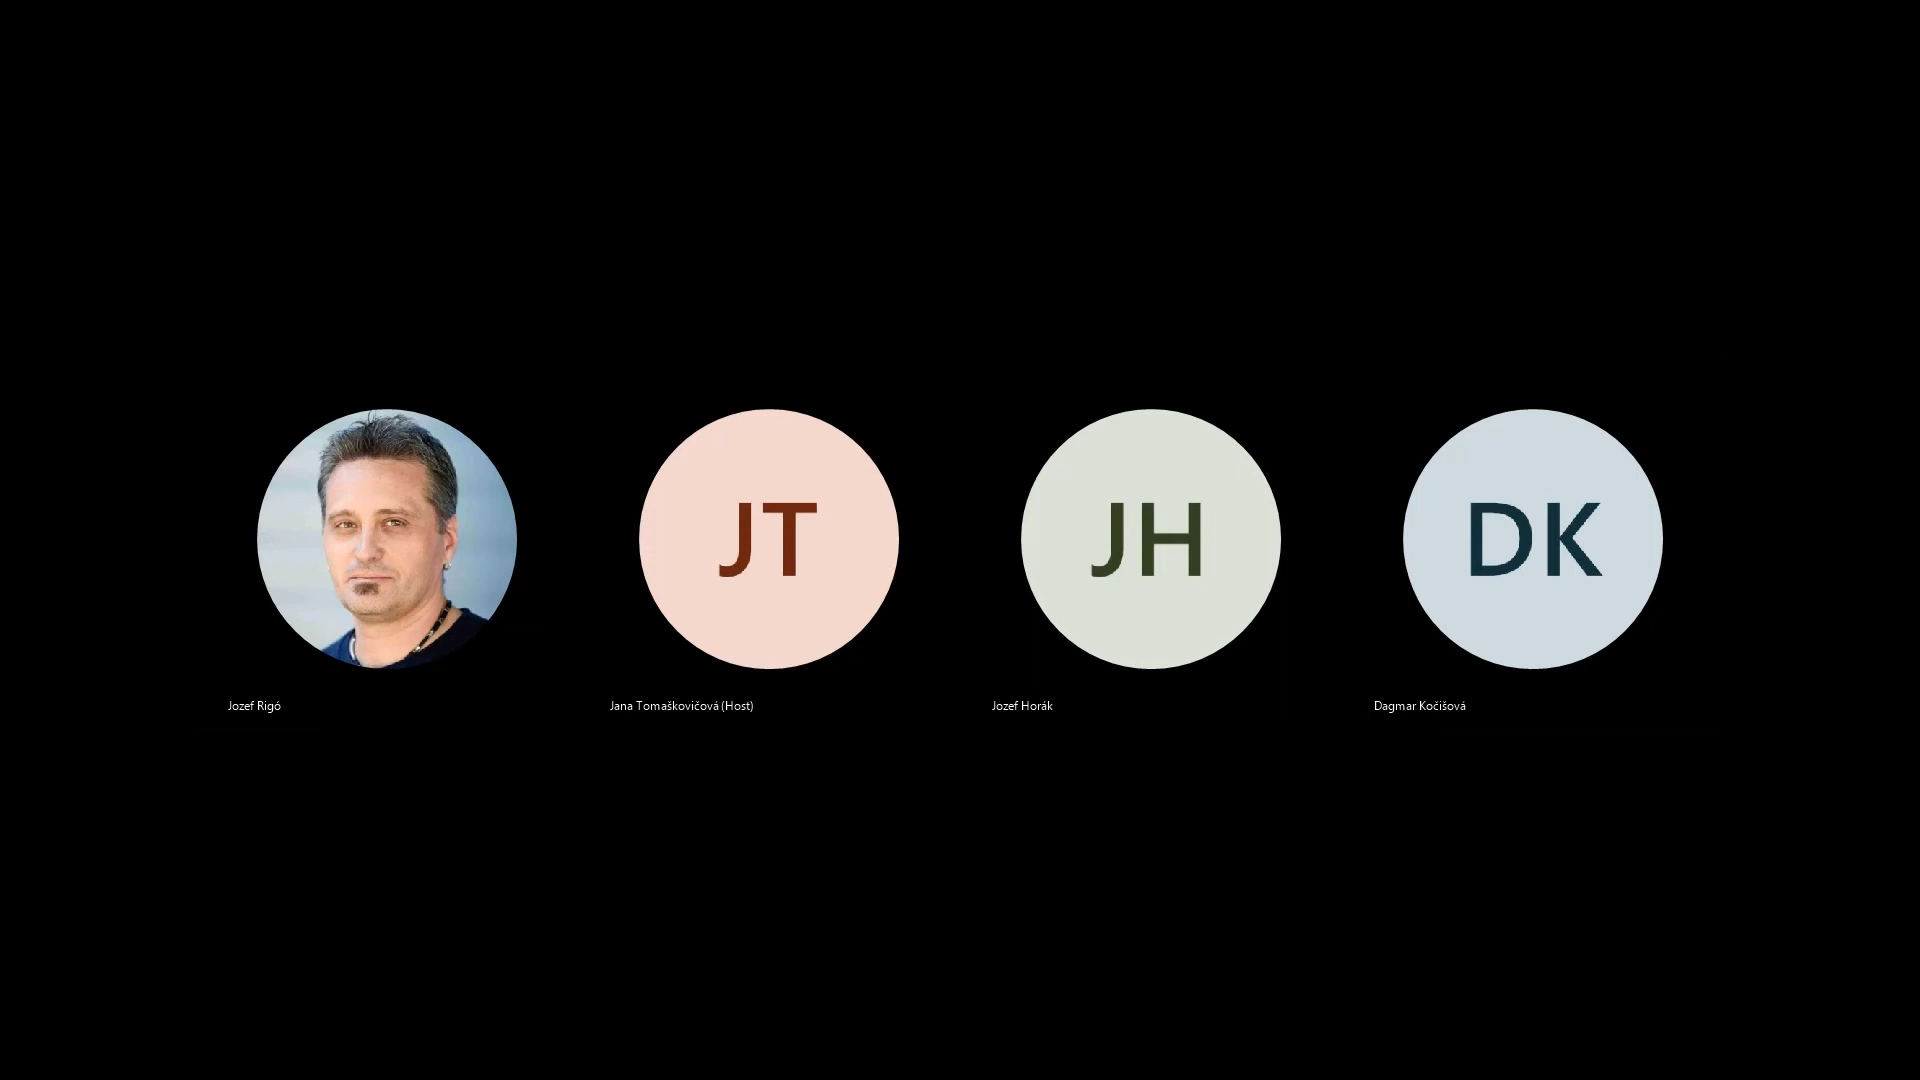 JT
JH
DK
Jozef Rigó
Jana Tomaškovičová (Host)
Jozef Horák
Dagmar Kočišová